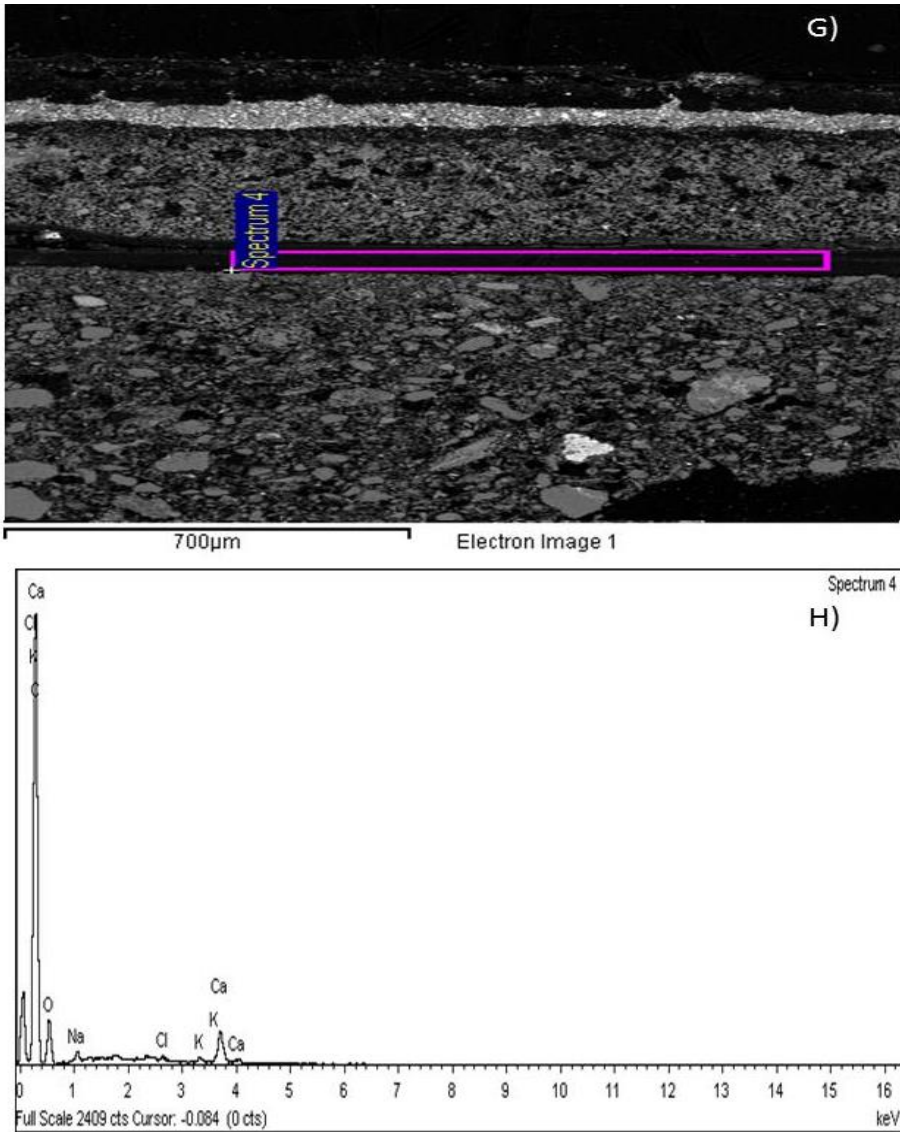 G)
Spectrum 4
700µm
Electron Image 1
Spectrum 4
H)
Ca
Cl
K
C
O
Na
Cl
K
K
Ca
Ca
0 1 2 3 4 5 6 7 8 9 10 11 12 13 14 15 16
Full Scale 2409 cts Cursor: -0.084 (0 cts)
keV